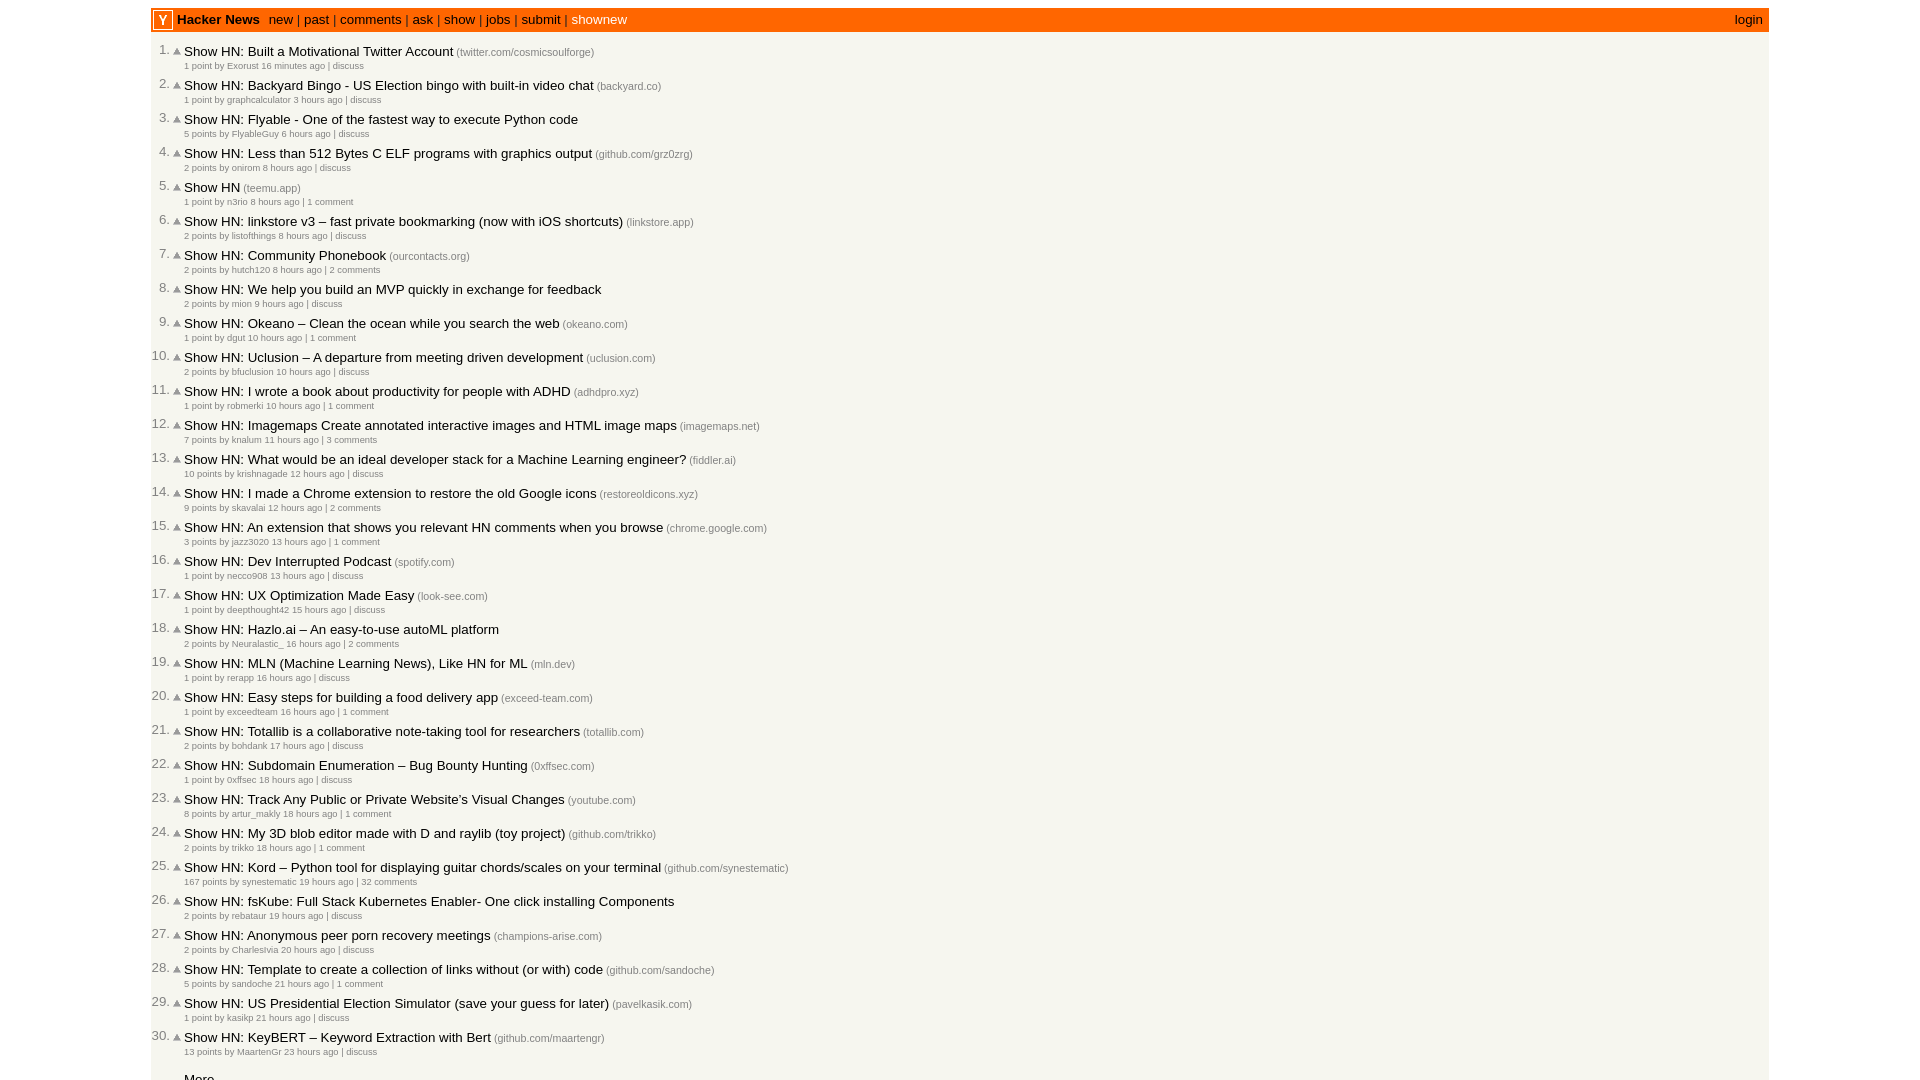 Y Hacker News new | past | comments | ask | show | jobs | submit | shownew login
1. Show HN: Built a Motivational Twitter Account (twitter.com/cosmicsoulforge)
1 point by Exorust 16 minutes ago | discuss
2. Show HN: Backyard Bingo - US Election bingo with built-in video chat (backyard.co)
1 point by graphcalculator 3 hours ago | discuss
3. Show HN: Flyable - One of the fastest way to execute Python code
5 points by FlyableGuy 6 hours ago | discuss
4. Show HN: Less than 512 Bytes C ELF programs with graphics output (github.com/grz0zrg)
2 points by onirom 8 hours ago | discuss
5. Show HN (teemu.app)
1 point by n3rio 8 hours ago | 1 comment
6. Show HN: linkstore v3 – fast private bookmarking (now with iOS shortcuts) (linkstore.app)
2 points by listofthings 8 hours ago | discuss
7. Show HN: Community Phonebook (ourcontacts.org)
2 points by hutch120 8 hours ago | 2 comments
8. Show HN: We help you build an MVP quickly in exchange for feedback
2 points by mion 9 hours ago | discuss
9. Show HN: Okeano – Clean the ocean while you search the web (okeano.com)
1 point by dgut 10 hours ago | 1 comment
10. Show HN: Uclusion – A departure from meeting driven development (uclusion.com)
2 points by bfuclusion 10 hours ago | discuss
11. Show HN: I wrote a book about productivity for people with ADHD (adhdpro.xyz)
1 point by robmerki 10 hours ago | 1 comment
12. Show HN: Imagemaps Create annotated interactive images and HTML image maps (imagemaps.net)
7 points by knalum 11 hours ago | 3 comments
13. Show HN: What would be an ideal developer stack for a Machine Learning engineer? (fiddler.ai)
10 points by krishnagade 12 hours ago | discuss
14. Show HN: I made a Chrome extension to restore the old Google icons (restoreoldicons.xyz)
9 points by skavalai 12 hours ago | 2 comments
15. Show HN: An extension that shows you relevant HN comments when you browse (chrome.google.com)
3 points by jazz3020 13 hours ago | 1 comment
16. Show HN: Dev Interrupted Podcast (spotify.com)
1 point by necco908 13 hours ago | discuss
17. Show HN: UX Optimization Made Easy (look-see.com)
1 point by deepthought42 15 hours ago | discuss
18. Show HN: Hazlo.ai – An easy-to-use autoML platform
2 points by Neuralastic_ 16 hours ago | 2 comments
19. Show HN: MLN (Machine Learning News), Like HN for ML (mln.dev)
1 point by rerapp 16 hours ago | discuss
20. Show HN: Easy steps for building a food delivery app (exceed-team.com)
1 point by exceedteam 16 hours ago | 1 comment
21. Show HN: Totallib is a collaborative note-taking tool for researchers (totallib.com)
2 points by bohdank 17 hours ago | discuss
22. Show HN: Subdomain Enumeration – Bug Bounty Hunting (0xffsec.com)
1 point by 0xffsec 18 hours ago | discuss
23. Show HN: Track Any Public or Private Website’s Visual Changes (youtube.com)
8 points by artur_makly 18 hours ago | 1 comment
24. Show HN: My 3D blob editor made with D and raylib (toy project) (github.com/trikko)
2 points by trikko 18 hours ago | 1 comment
25. Show HN: Kord – Python tool for displaying guitar chords/scales on your terminal (github.com/synestematic)
167 points by synestematic 19 hours ago | 32 comments
26. Show HN: fsKube: Full Stack Kubernetes Enabler- One click installing Components
2 points by rebataur 19 hours ago | discuss
27. Show HN: Anonymous peer porn recovery meetings (champions-arise.com)
2 points by CharlesIvia 20 hours ago | discuss
28. Show HN: Template to create a collection of links without (or with) code (github.com/sandoche)
5 points by sandoche 21 hours ago | 1 comment
29. Show HN: US Presidential Election Simulator (save your guess for later) (pavelkasik.com)
1 point by kasikp 21 hours ago | discuss
30. Show HN: KeyBERT – Keyword Extraction with Bert (github.com/maartengr)
13 points by MaartenGr 23 hours ago | discuss
More